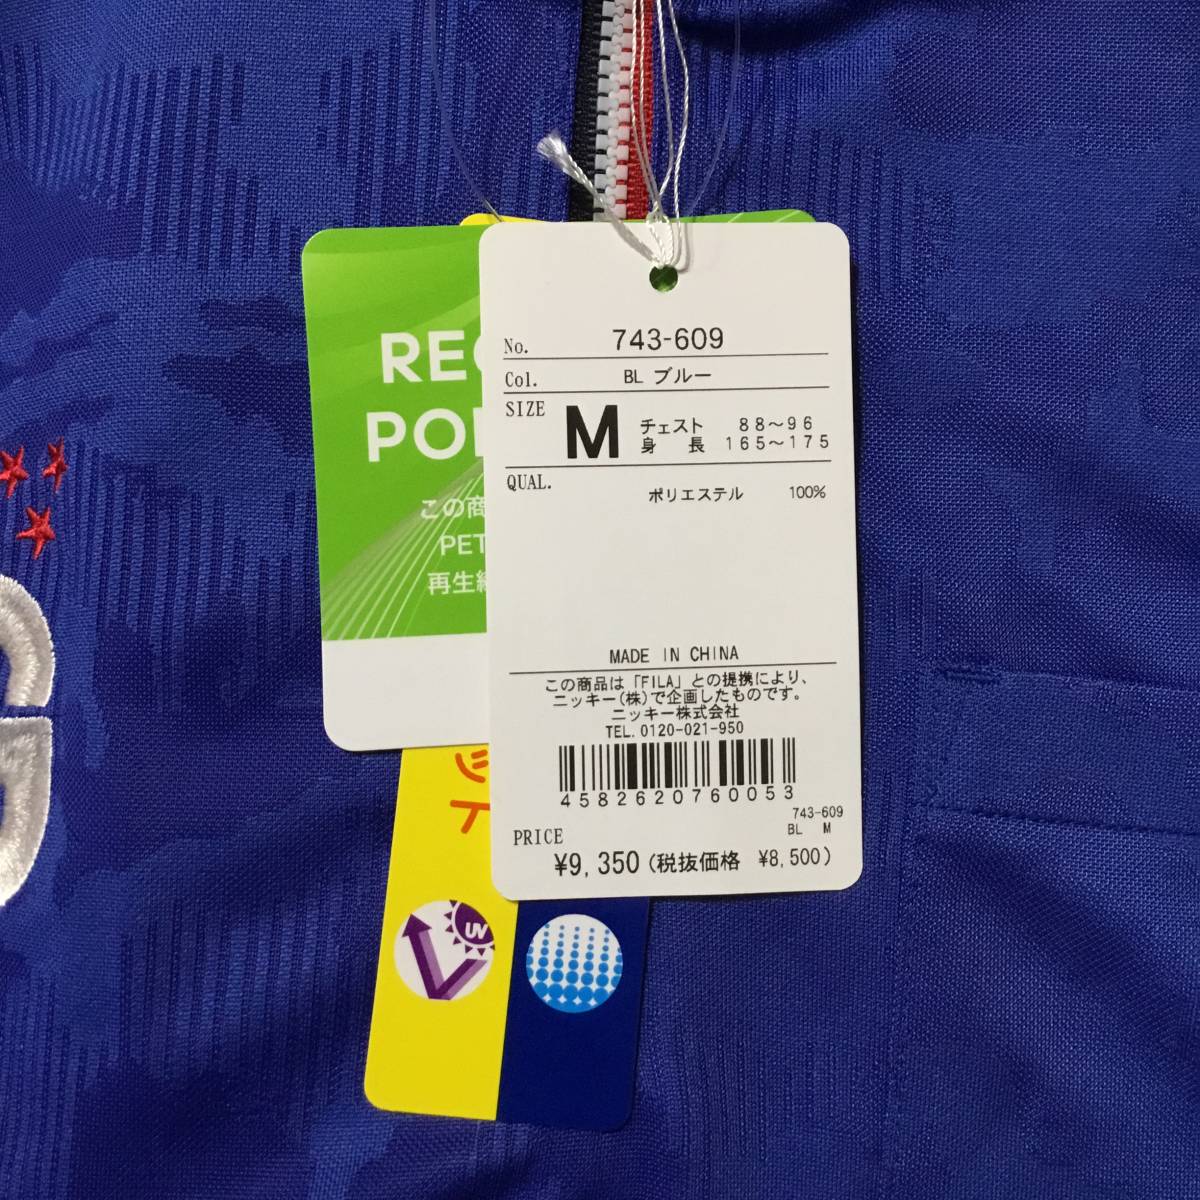 No. 743-609
Col. BL ブルー
SIZE M チェスト 88～96
身 長 165～175
QUAL.
ポリエステル 100%
MADE IN CHINA
この商品は「FILA」との提携により、
ニッキー(株)で企画したものです。
ニッキー株式会社
TEL. 0120-021-950
4582620760053
743-609
BL M
PRICE
¥9,350 (税抜価格 ¥8,500)
この商
PET
再生
UV